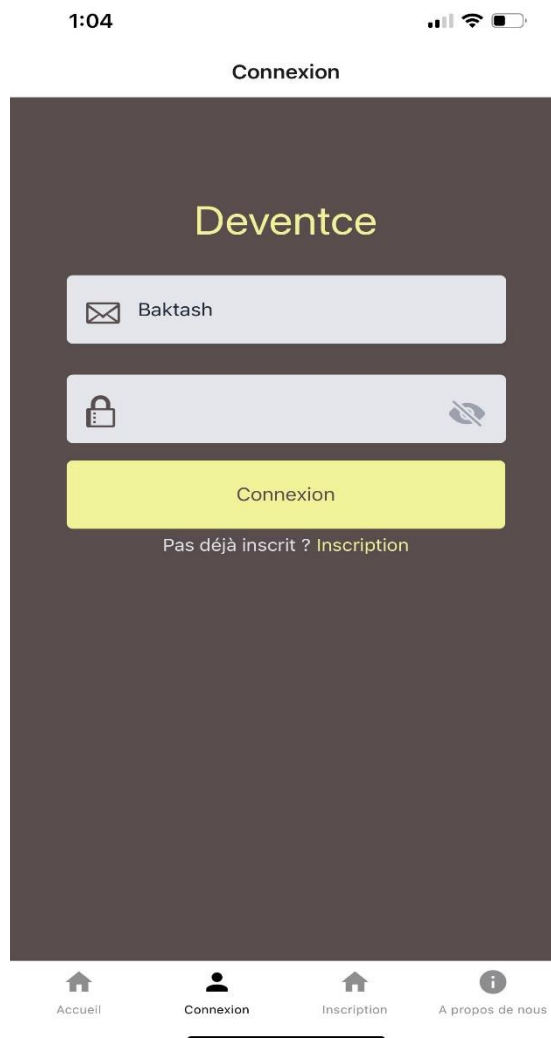 1:04
Connexion
Deventce
Baktash
Connexion
Pas déjà inscrit ? Inscription
Accueil Connexion Inscription A propos de nous